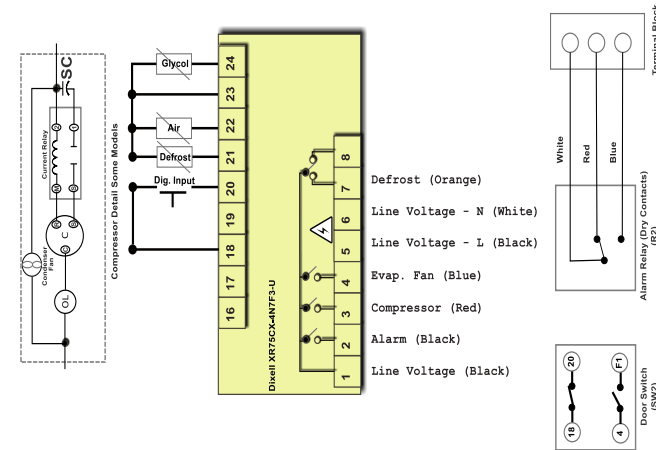 SC
Current Relay
2
1
M
S
R
S
C
C
Condenser
Fan
OL
Compressor Detail Some Models
Glycol
Air
Defrost
Dig. Input
24
23
22
21
20
19
18
17
16
Dixell XR75CX-4N7F3-U
8
7
6
5
4
3
2
1
Defrost (Orange)
Line Voltage - N (White)
Line Voltage - L (Black)
Evap. Fan (Blue)
Compressor (Red)
Alarm (Black)
Line Voltage (Black)
Terminal Block
White
Red
Blue
Alarm Relay (Dry Contacts)
(R2)
20
F1
18
4
Door Switch
(SW2)